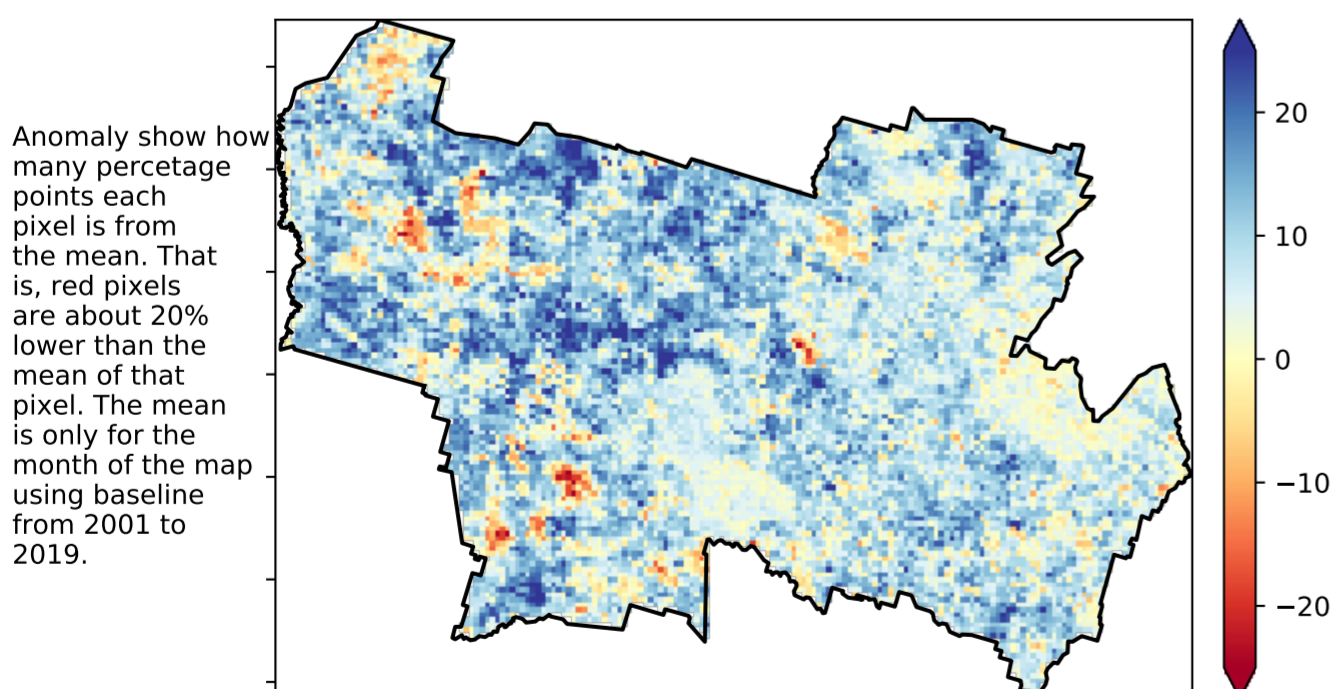 Anomaly show how
many percetage
points each
pixel is from
the mean. That
is, red pixels
are about 20%
lower than the
mean of that
pixel. The mean
is only for the
month of the map
using baseline
from 2001 to
2019.
20
10
0
−10
−20